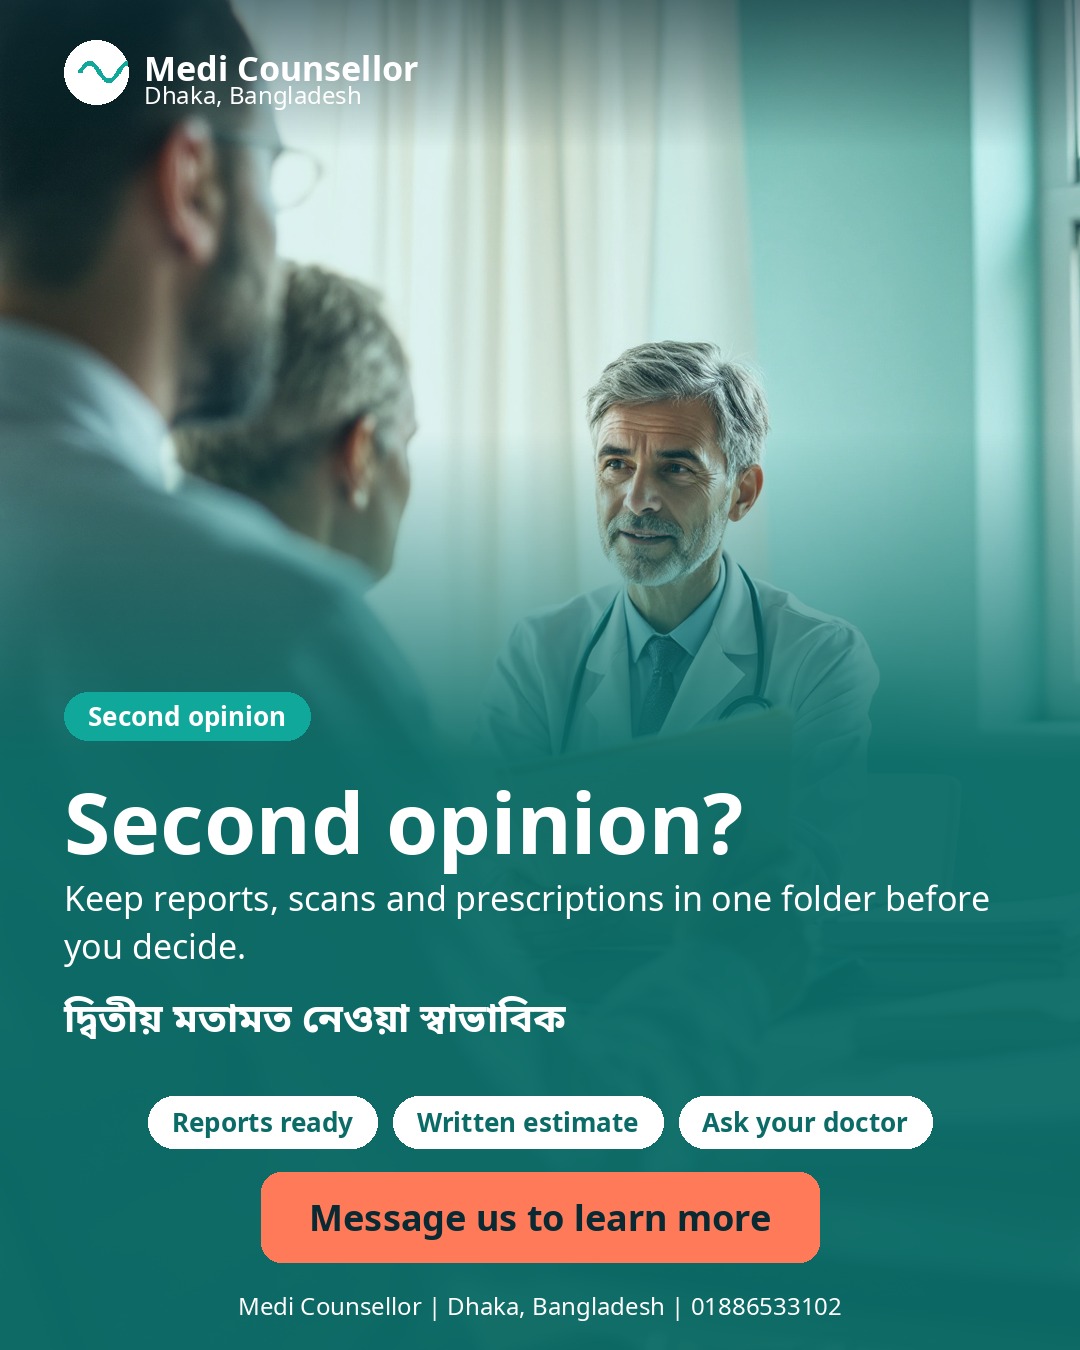 Medi Counsellor
Dhaka, Bangladesh
Second opinion
Second opinion?
Keep reports, scans and prescriptions in one folder before
you decide.
দ্বিতীয় মতামত নেওয়া স্বাভাবিক
Reports ready
Written estimate
Ask your doctor
Message us to learn more
Medi Counsellor | Dhaka, Bangladesh | 01886533102